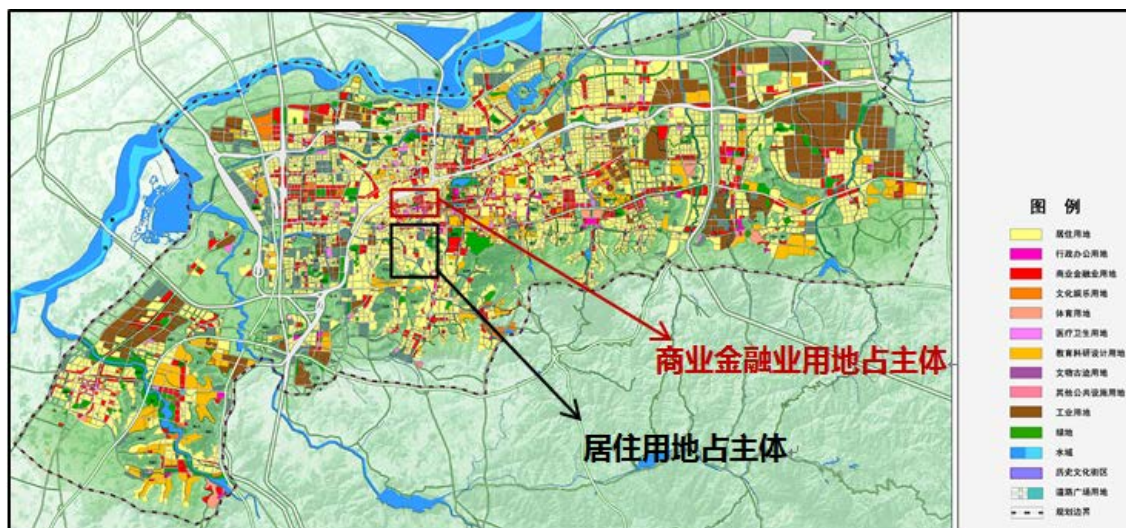 商业金融业用地占主体
居住用地占主体
图 例
居住用地
行政办公用地
商业金融业用地
文化娱乐用地
体育用地
医疗卫生用地
教育科研设计用地
文物古迹用地
其他公共设施用地
工业用地
绿地
水域
历史文化街区
道路广场用地
规划边界